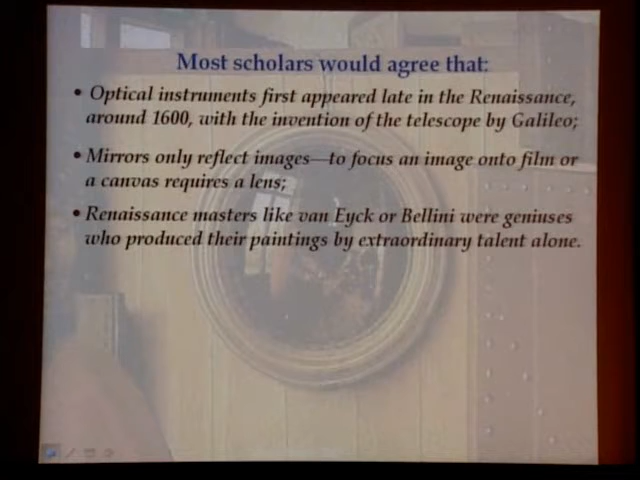 Most scholars would agree that:
• Optical instruments first appeared late in the Renaissance,
around 1600, with the invention of the telescope by Galileo;
• Mirrors only reflect images—to focus an image onto film or
a canvas requires a lens;
• Renaissance masters like van Eyck or Bellini were geniuses
who produced their paintings by extraordinary talent alone.